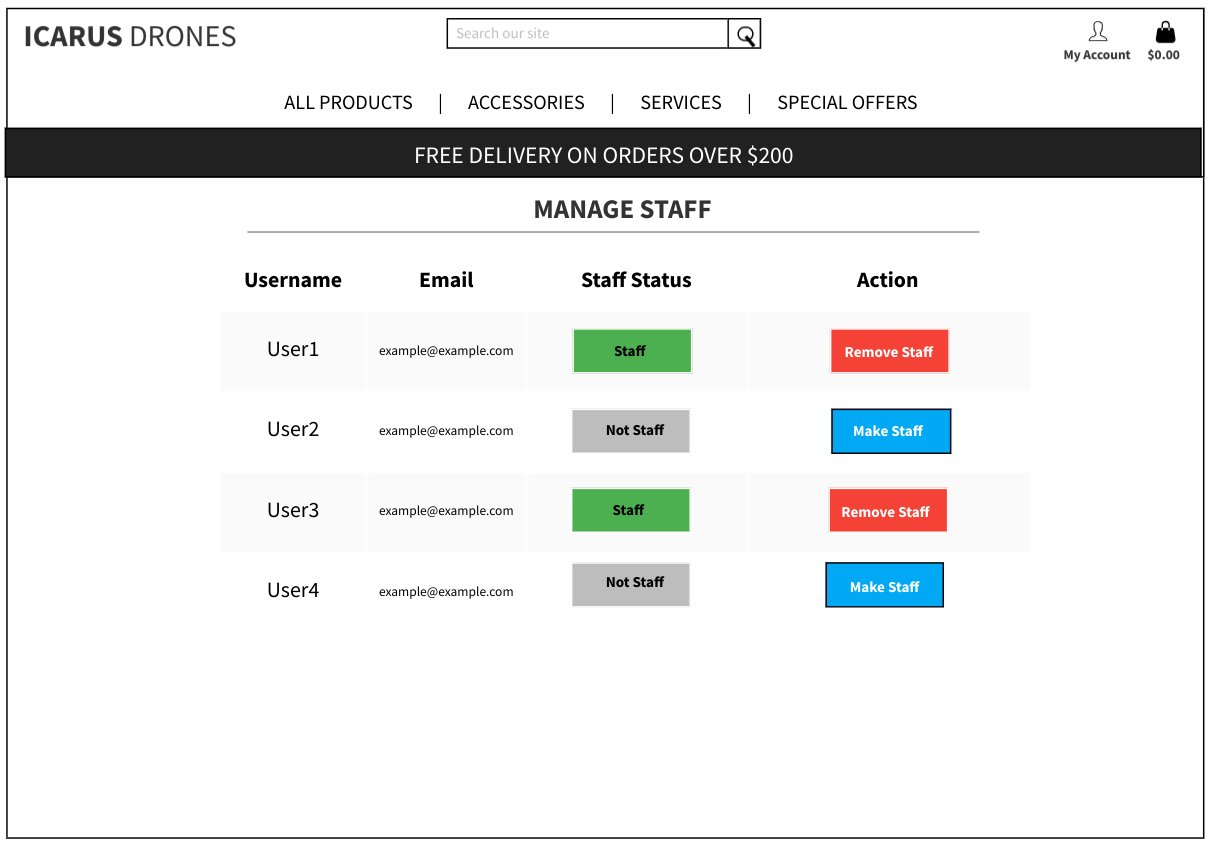 ICARUS DRONES
Search our site
My Account
$0.00
ALL PRODUCTS | ACCESSORIES | SERVICES | SPECIAL OFFERS
FREE DELIVERY ON ORDERS OVER $200
MANAGE STAFF
Username Email Staff Status Action
User1 example@example.com Staff Remove Staff
User2 example@example.com Not Staff Make Staff
User3 example@example.com Staff Remove Staff
User4 example@example.com Not Staff Make Staff